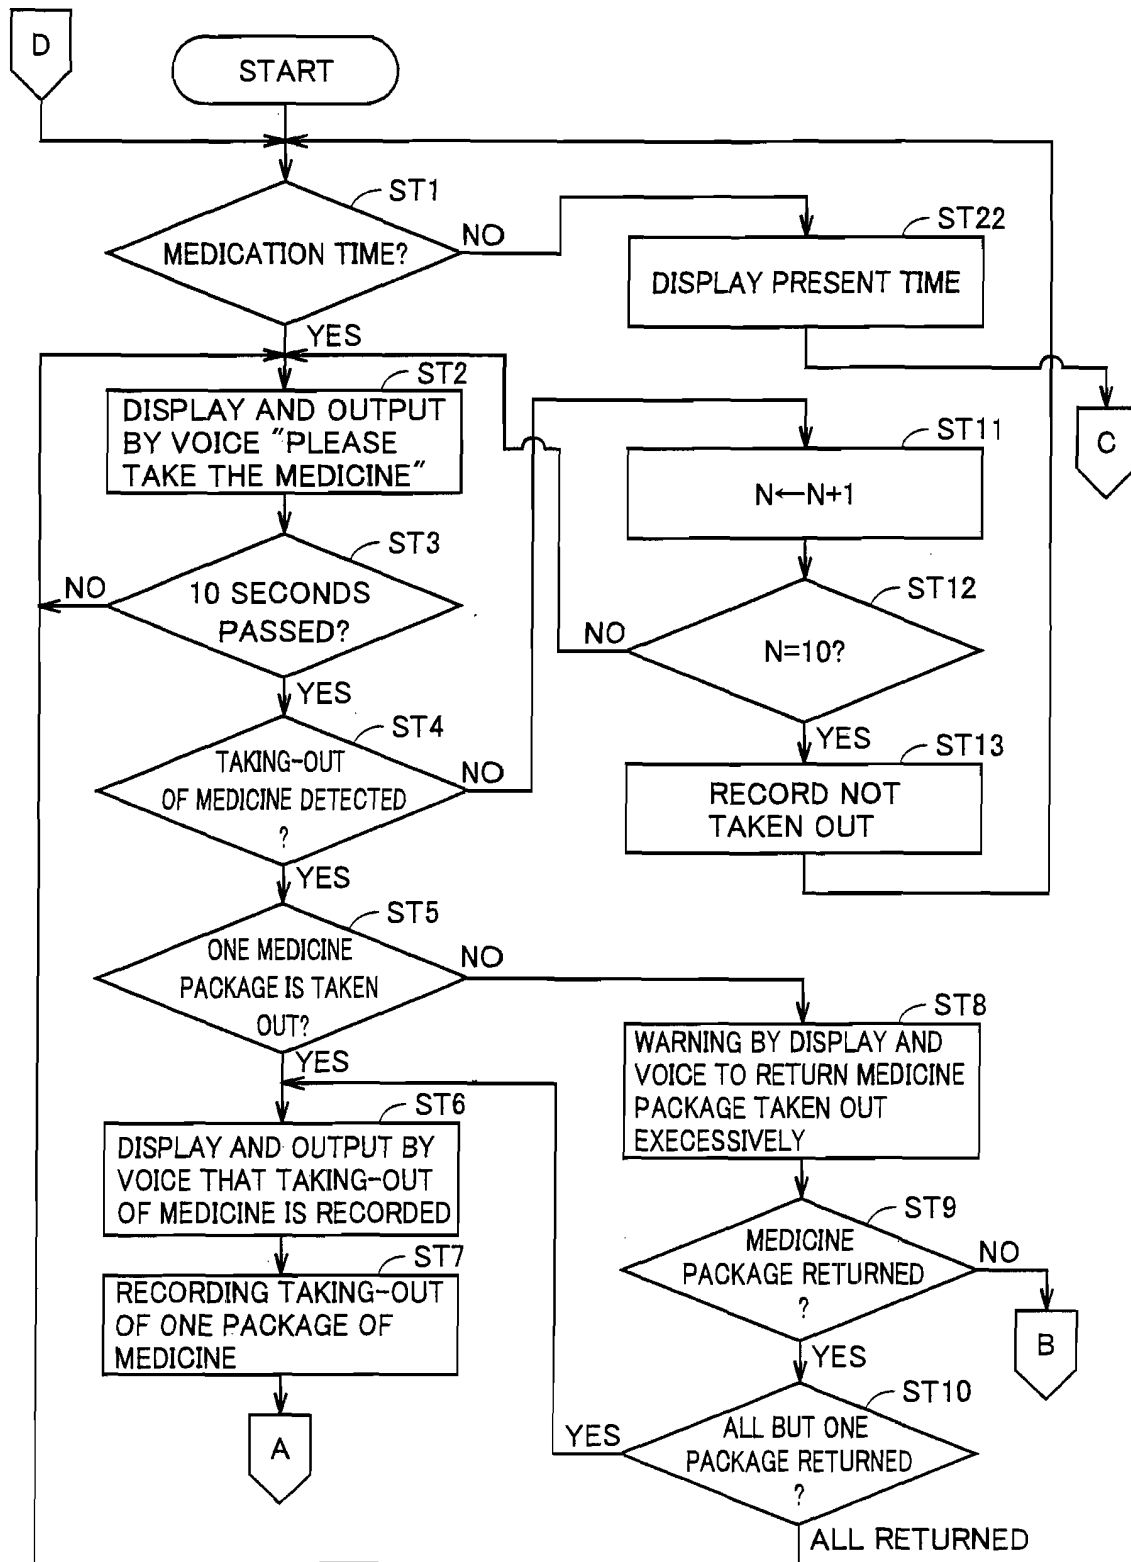 D
START
ST1
MEDICATION TIME?
NO
ST22
DISPLAY PRESENT TIME
YES
C
ST2
DISPLAY AND OUTPUT
BY VOICE "PLEASE
TAKE THE MEDICINE"
ST11
N←N+1
ST3
NO
10 SECONDS
PASSED?
YES
ST12
NO
N=10?
YES
ST4
TAKING-OUT
OF MEDICINE DETECTED
?
NO
YES
ST13
RECORD NOT
TAKEN OUT
ST5
ONE MEDICINE
PACKAGE IS TAKEN
OUT?
NO
YES
ST8
WARNING BY DISPLAY AND
VOICE TO RETURN MEDICINE
PACKAGE TAKEN OUT
EXECESSIVELY
ST6
DISPLAY AND OUTPUT BY
VOICE THAT TAKING-OUT
OF MEDICINE IS RECORDED
ST9
MEDICINE
PACKAGE RETURNED
?
NO
YES
B
ST7
RECORDING TAKING-OUT
OF ONE PACKAGE OF
MEDICINE
A
ST10
YES
ALL BUT ONE
PACKAGE RETURNED
?
ALL RETURNED